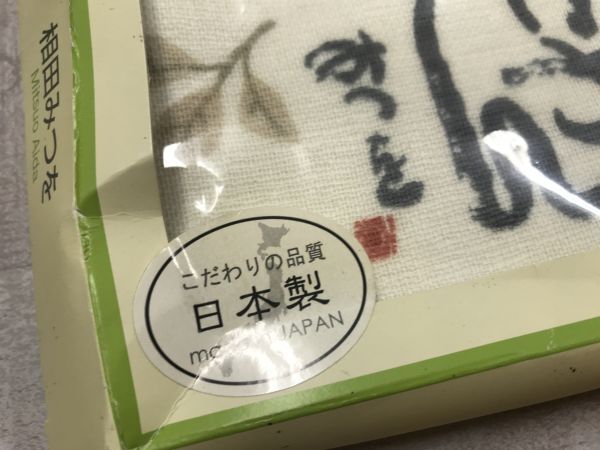 相田みつを
Mitsuo Aida
みつを
こだわりの品質
日本製
JAPAN